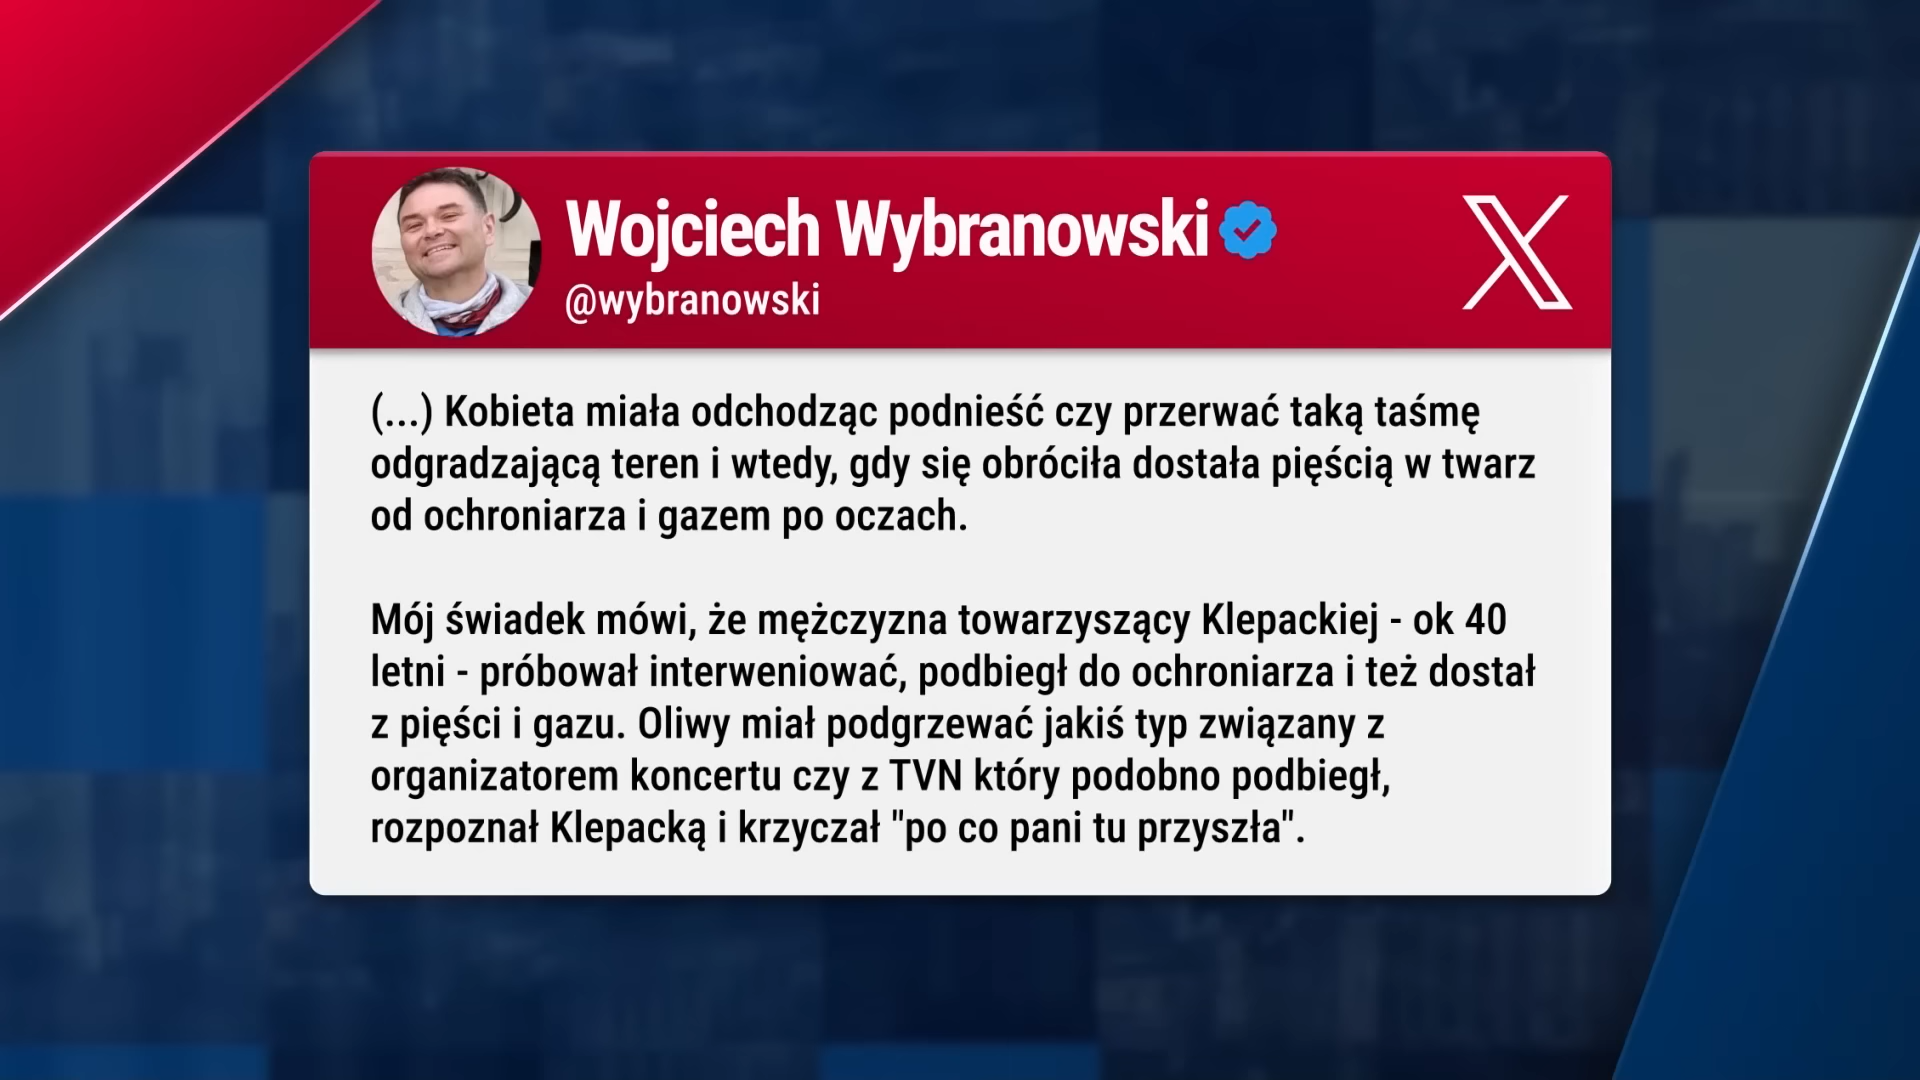 Wojciech Wybranowski
@wybranowski
(...) Kobieta miała odchodząc podnieść czy przerwać taką taśmę
odgradzającą teren i wtedy, gdy się obróciła dostała pięścią w twarz
od ochroniarza i gazem po oczach.
Mój świadek mówi, że mężczyzna towarzyszący Klepackiej - ok 40
letni - próbował interweniować, podbiegł do ochroniarza i też dostał
z pięści i gazu. Oliwy miał podgrzewać jakiś typ związany z
organizatorem koncertu czy z TVN który podobno podbiegł,
rozpoznał Klepacką i krzyczał "po co pani tu przyszła".